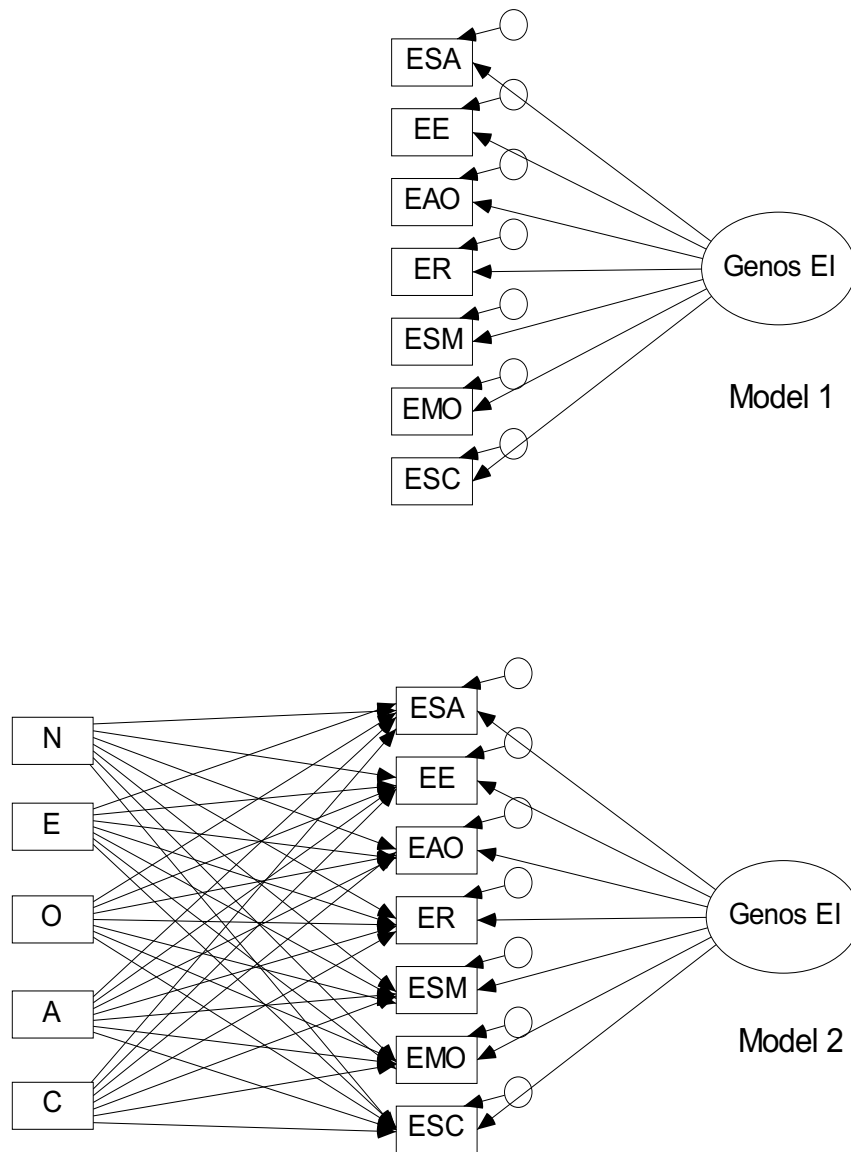 ESA
EE
EAO
ER
ESM
EMO
ESC
Genos EI
Model 1
N
E
O
A
C
ESA
EE
EAO
ER
ESM
EMO
ESC
Genos EI
Model 2